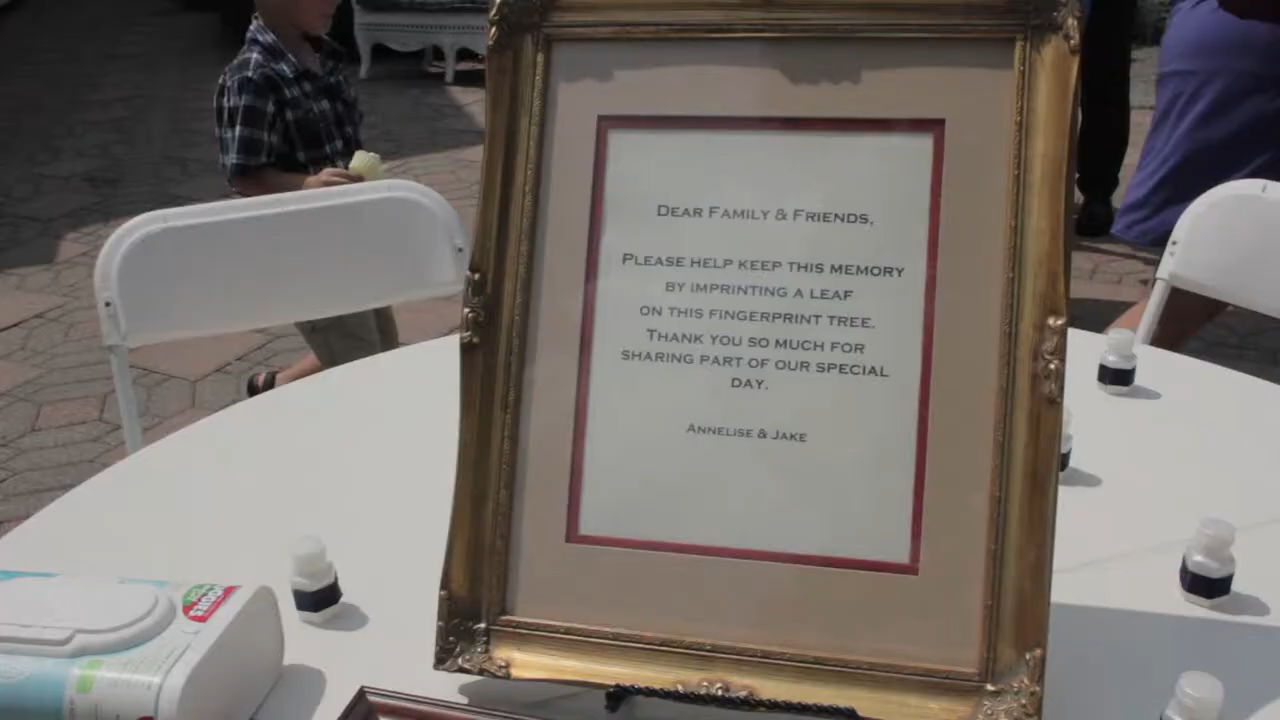 DEAR FAMILY & FRIENDS,
PLEASE HELP KEEP THIS MEMORY
BY IMPRINTING A LEAF
ON THIS FINGERPRINT TREE.
THANK YOU SO MUCH FOR
SHARING PART OF OUR SPECIAL
DAY.
ANNELISE & JAKE